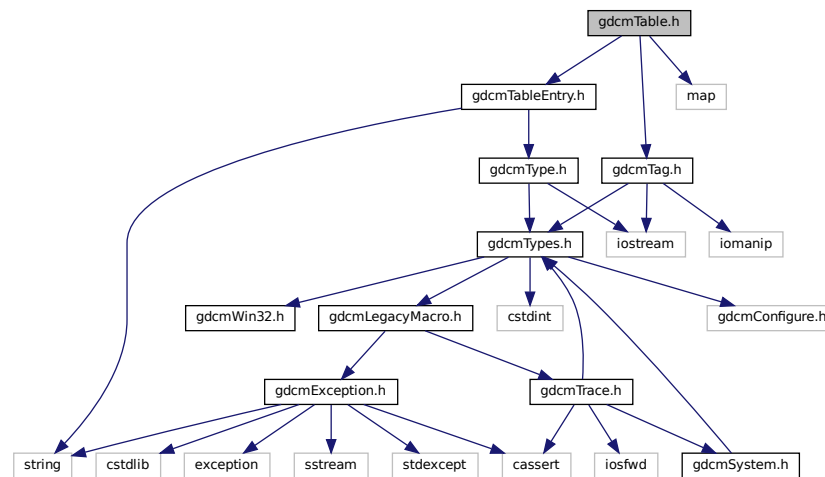 gdcmTable.h
gdcmTableEntry.h
map
gdcmType.h
gdcmTag.h
gdcmTypes.h
iostream
iomanip
gdcmWin32.h
gdcmLegacyMacro.h
cstdint
gdcmConfigure.h
gdcmException.h
gdcmTrace.h
string
cstdlib
exception
sstream
stdexcept
cassert
iosfwd
gdcmSystem.h